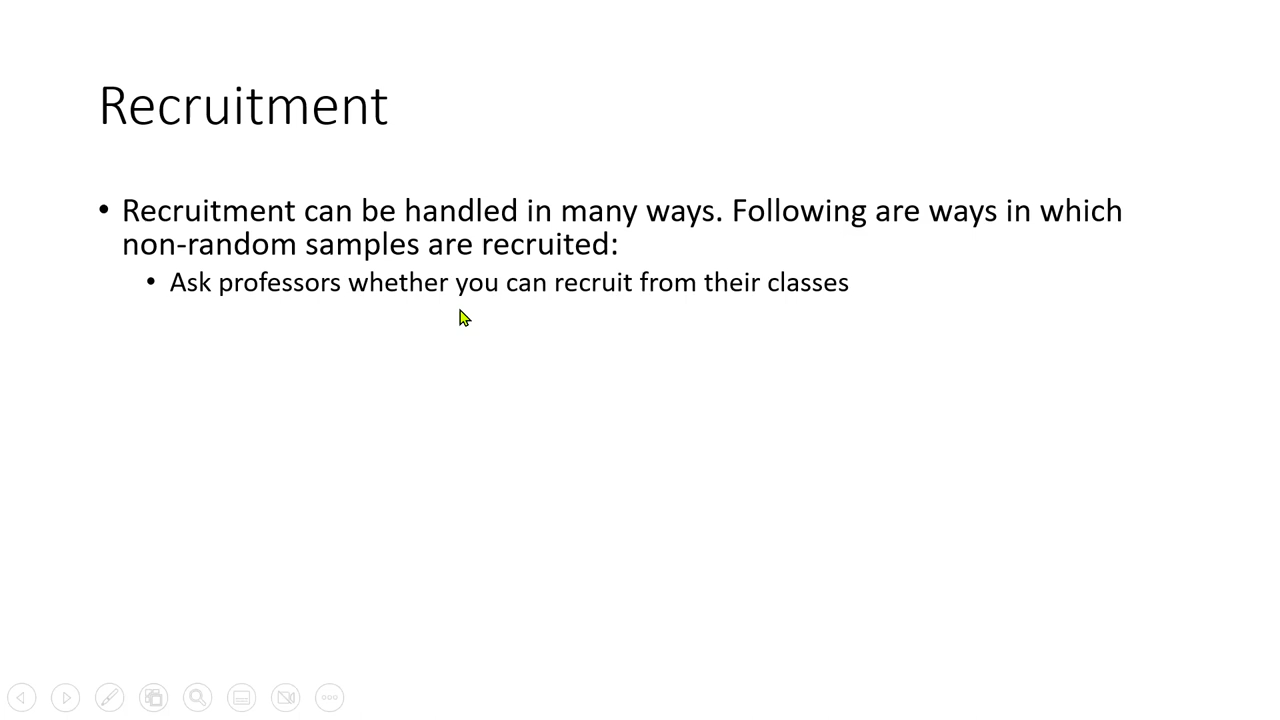 Recruitment
• Recruitment can be handled in many ways. Following are ways in which
non-random samples are recruited:
• Ask professors whether you can recruit from their classes